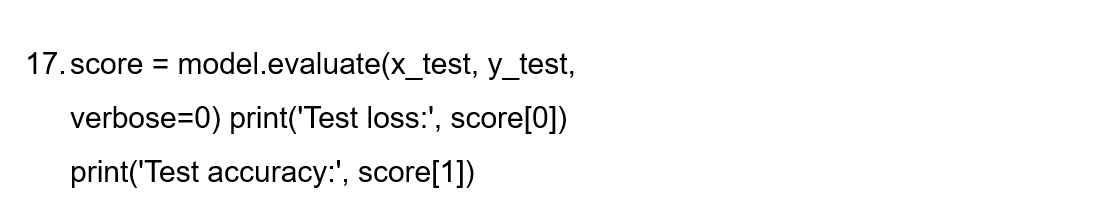 17. score = model.evaluate(x_test, y_test,
verbose=0) print('Test loss:', score[0])
print('Test accuracy:', score[1])